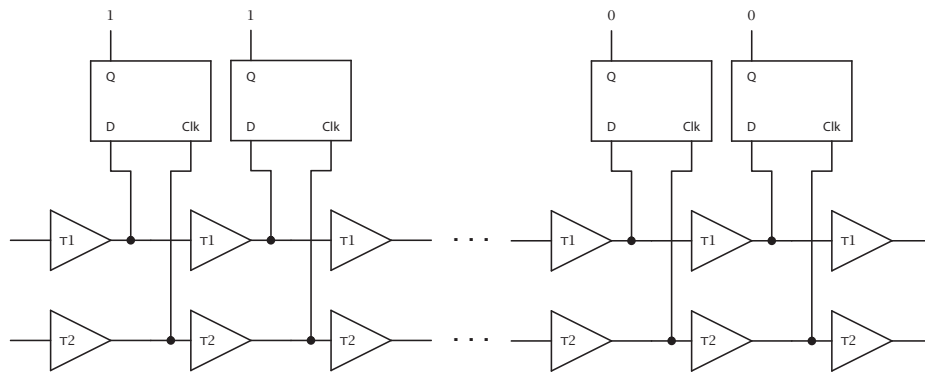 1 1 0 0
Q Q Q Q
D Clk D Clk D Clk D Clk
τ1 τ1 τ1 . . . τ1 τ1 τ1
τ2 τ2 τ2 . . . τ2 τ2 τ2